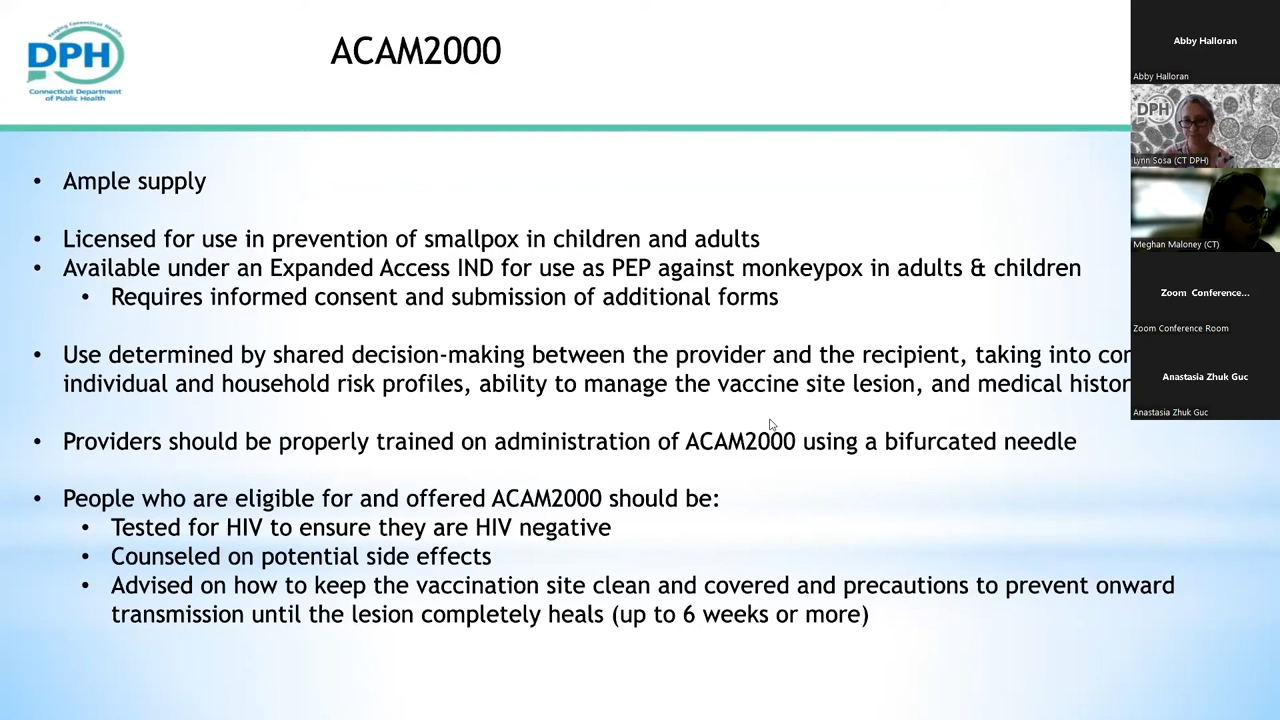 Keeping Connecticut Healthy
DPH
Connecticut Department
of Public Health
ACAM2000
• Ample supply
• Licensed for use in prevention of smallpox in children and adults
• Available under an Expanded Access IND for use as PEP against monkeypox in adults & children
• Requires informed consent and submission of additional forms
• Use determined by shared decision-making between the provider and the recipient, taking into
individual and household risk profiles, ability to manage the vaccine site lesion, and medical
• Providers should be properly trained on administration of ACAM2000 using a bifurcated needle
• People who are eligible for and offered ACAM2000 should be:
• Tested for HIV to ensure they are HIV negative
• Counseled on potential side effects
• Advised on how to keep the vaccination site clean and covered and precautions to prevent onward
transmission until the lesion completely heals (up to 6 weeks or more)
Abby Halloran
Abby Halloran
DPH
Lynn Sosa (CT DPH)
Meghan Maloney (CT)
Zoom Conference...
Zoom Conference Room
Anastasia Zhuk Guc
Anastasia Zhuk Guc